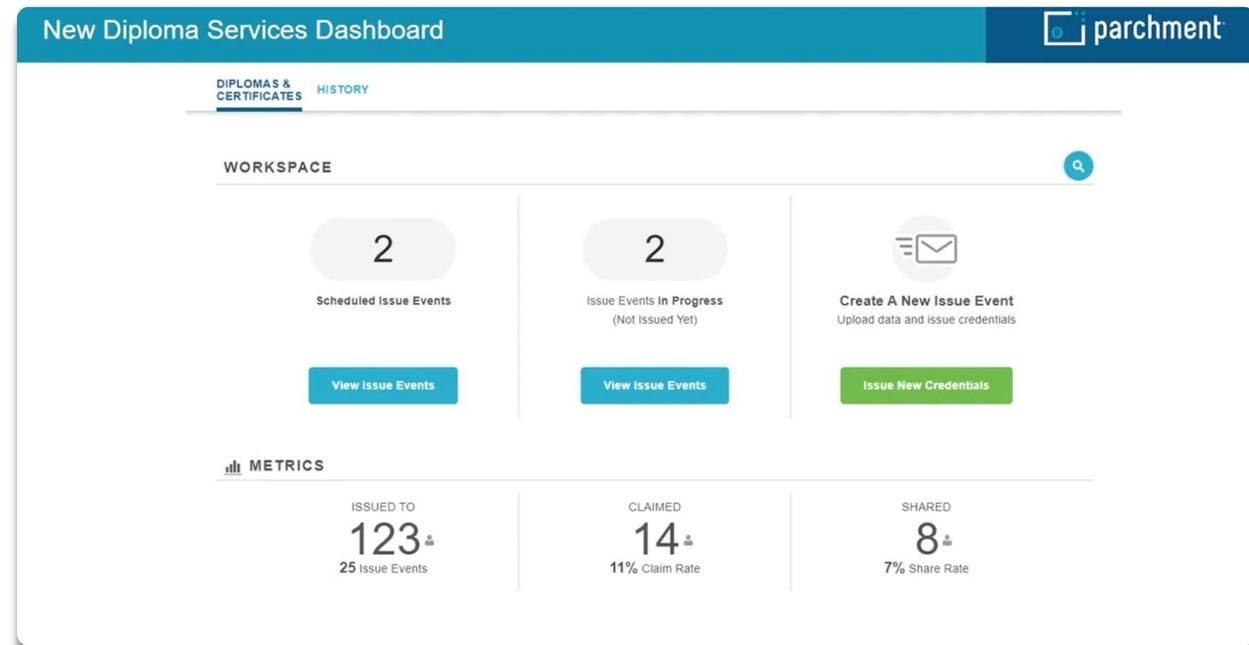 New Diploma Services Dashboard
parchment
DIPLOMAS &
CERTIFICATES
HISTORY
WORKSPACE
2
Scheduled Issue Events
View Issue Events
2
Issue Events In Progress
(Not Issued Yet)
View Issue Events
Create A New Issue Event
Upload data and issue credentials
Issue New Credentials
METRICS
ISSUED TO
123
25 Issue Events
CLAIMED
14
11% Claim Rate
SHARED
8
7% Share Rate